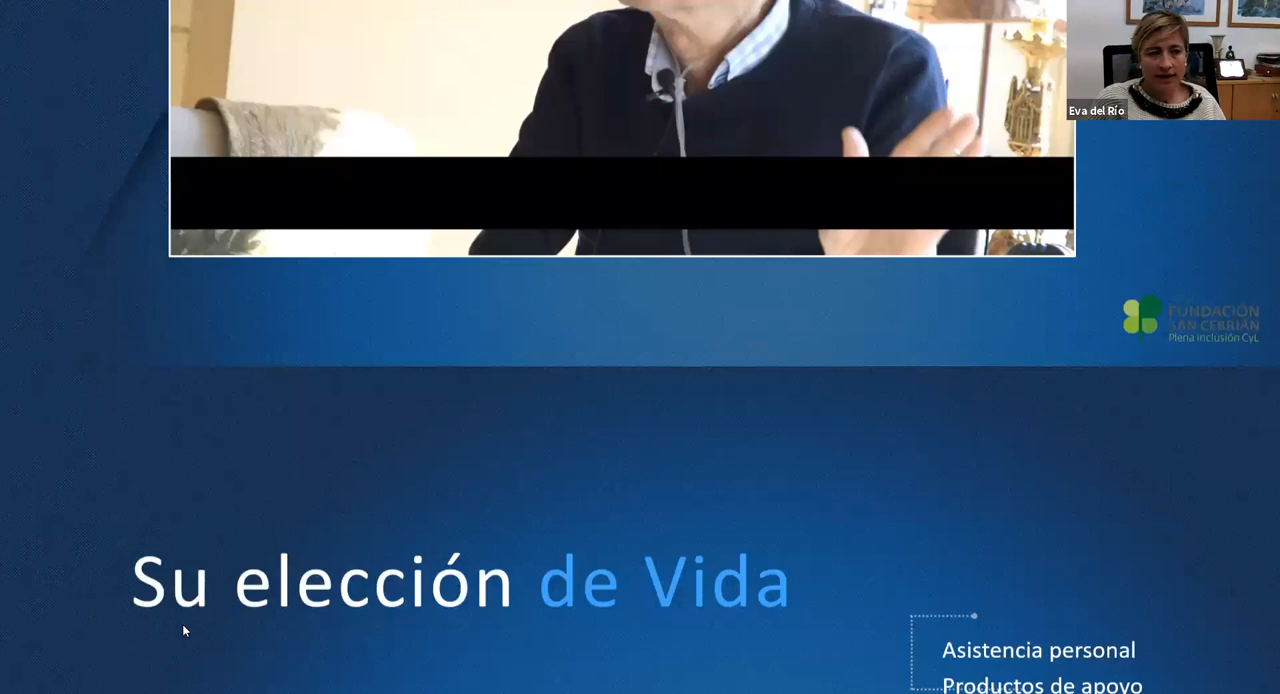 Eva del Río
FUNDACIÓN
SAN CEBRIÁN
Plena inclusión CyL
Su elección de Vida
Asistencia personal
Productos de apoyo